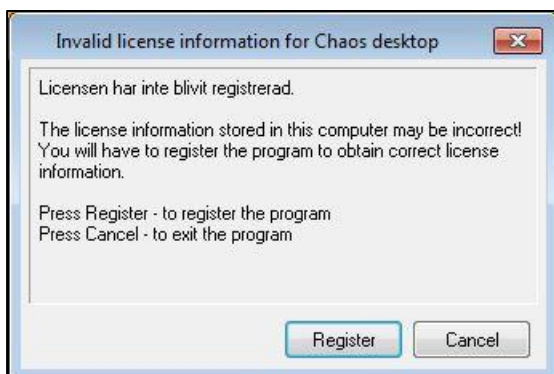 Invalid license information for Chaos desktop
Licensen har inte blivit registrerad.
The license information stored in this computer may be incorrect!
You will have to register the program to obtain correct license
information.
Press Register - to register the program
Press Cancel - to exit the program
Register
Cancel